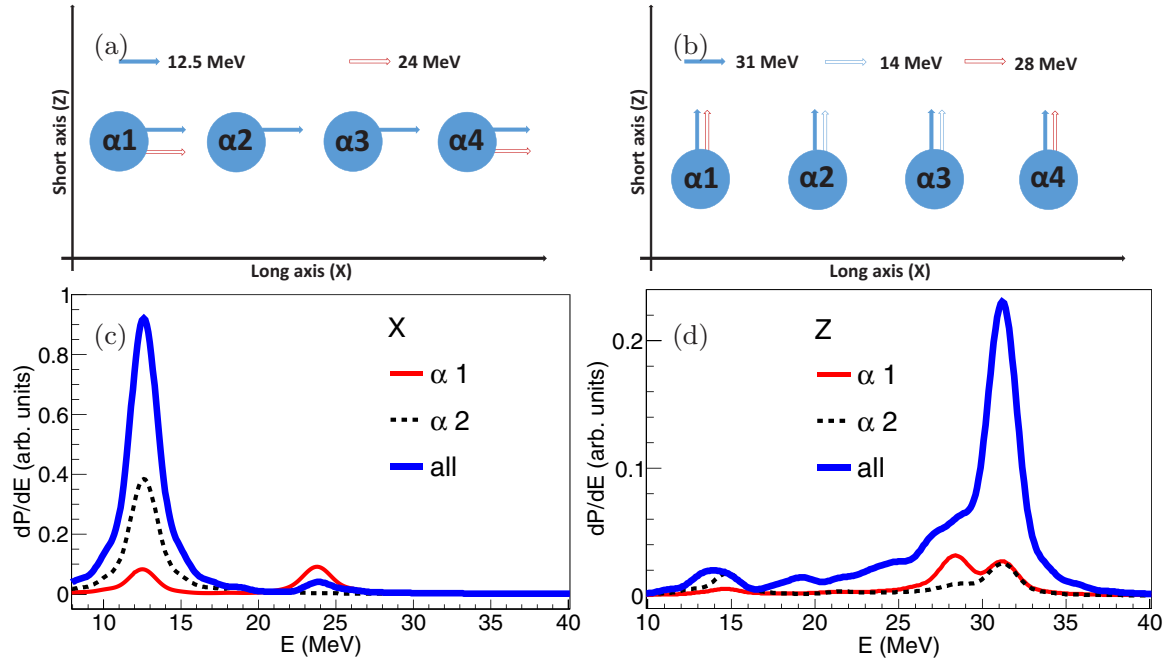 (a)
12.5 MeV 24 MeV
α1 α2 α3 α4
Short axis (Z)
Long axis (X)
(b)
31 MeV 14 MeV 28 MeV
α1 α2 α3 α4
Short axis (Z)
Long axis (X)
(c)
X
α 1
α 2
all
dP/dE (arb. units)
1
0.8
0.6
0.4
0.2
0
10 15 20 25 30 35 40
E (MeV)
(d)
Z
α 1
α 2
all
dP/dE (arb. units)
0.2
0.1
0
10 15 20 25 30 35 40
E (MeV)